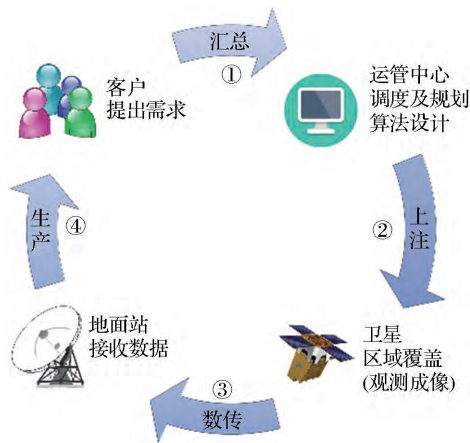 汇总
①
客户
提出需求
运管中心
调度及规划
算法设计
②
上注
卫星
区域覆盖
(观测成像)
③
数传
地面站
接收数据
生产
④